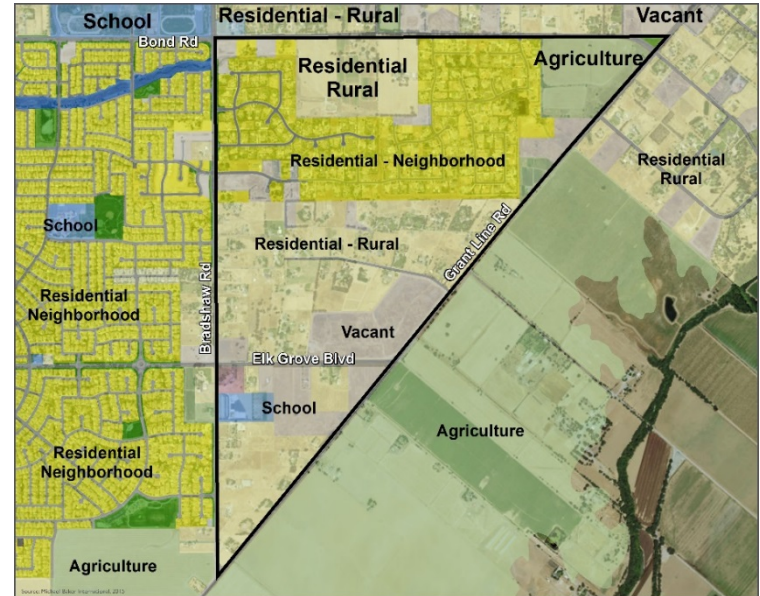 School
Residential - Rural
Vacant
Bond Rd
Residential
Rural
Agriculture
Residential - Neighborhood
Residential
Rural
School
Residential - Rural
Grant Line Rd
Bradshaw Rd
Residential
Neighborhood
Vacant
Elk Grove Blvd
School
Agriculture
Residential
Neighborhood
Agriculture